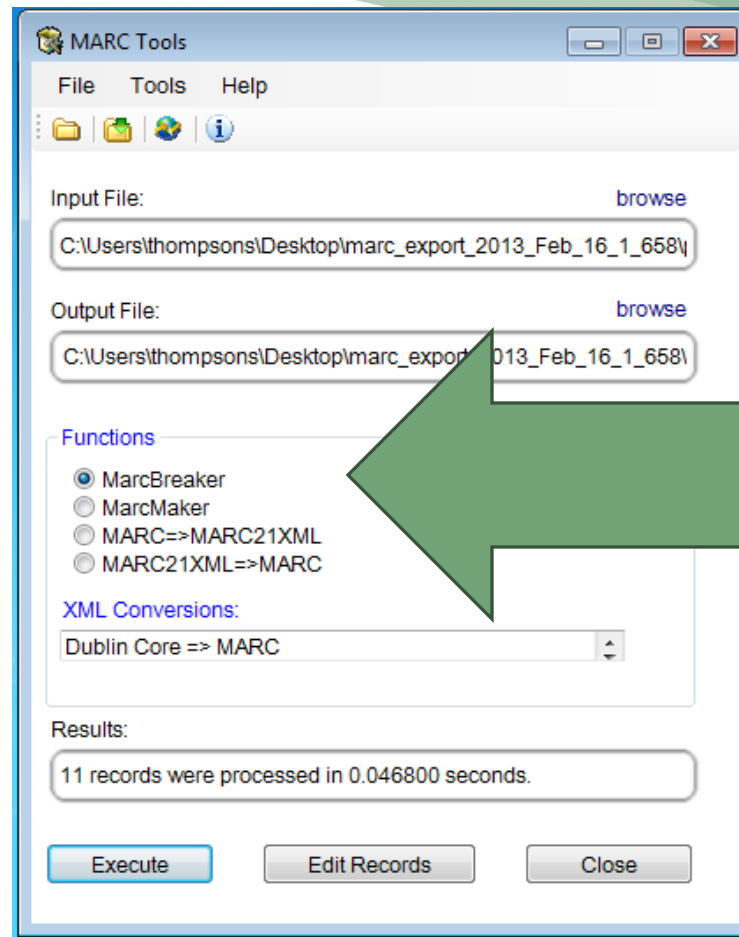 MARC Tools
File Tools Help
Input File: browse
C:\Users\thompsons\Desktop\marc_export_2013_Feb_16_1_658\
Output File: browse
C:\Users\thompsons\Desktop\marc_export 013_Feb_16_1_658\
Functions
MarcBreaker
MarcMaker
MARC=>MARC21XML
MARC21XML=>MARC
XML Conversions:
Dublin Core => MARC
Results:
11 records were processed in 0.046800 seconds.
Execute Edit Records Close